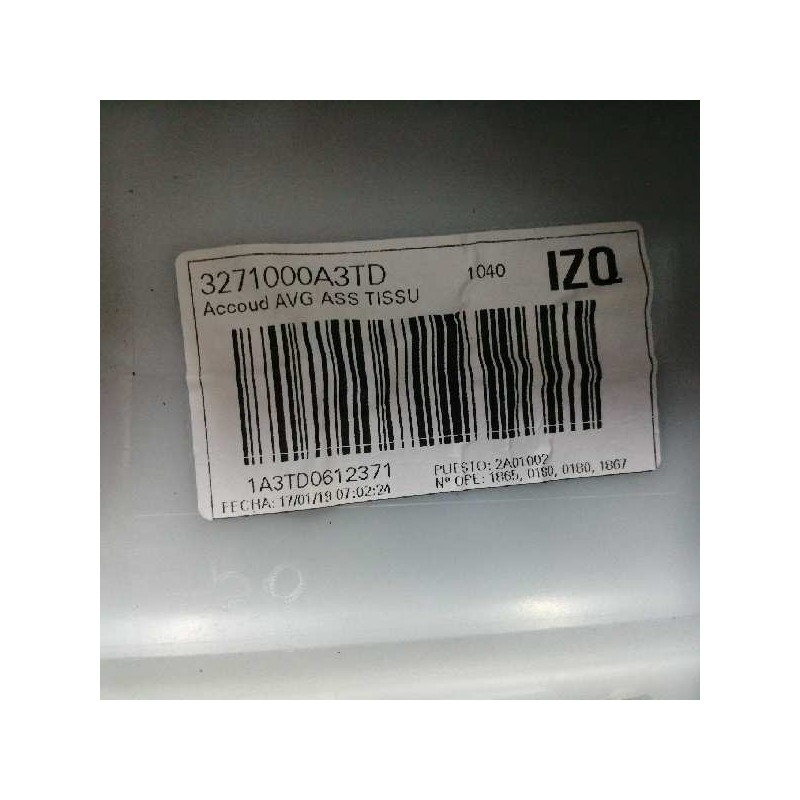 3271000A3TD 1040 IZQ
Accoud AVG ASS TISSU
1A3TD0612371 PUESTO: 2A01002
FECHA: 17/01/19 07:02:24 Nº OPE: 1865, 0180, 0180, 1867
50